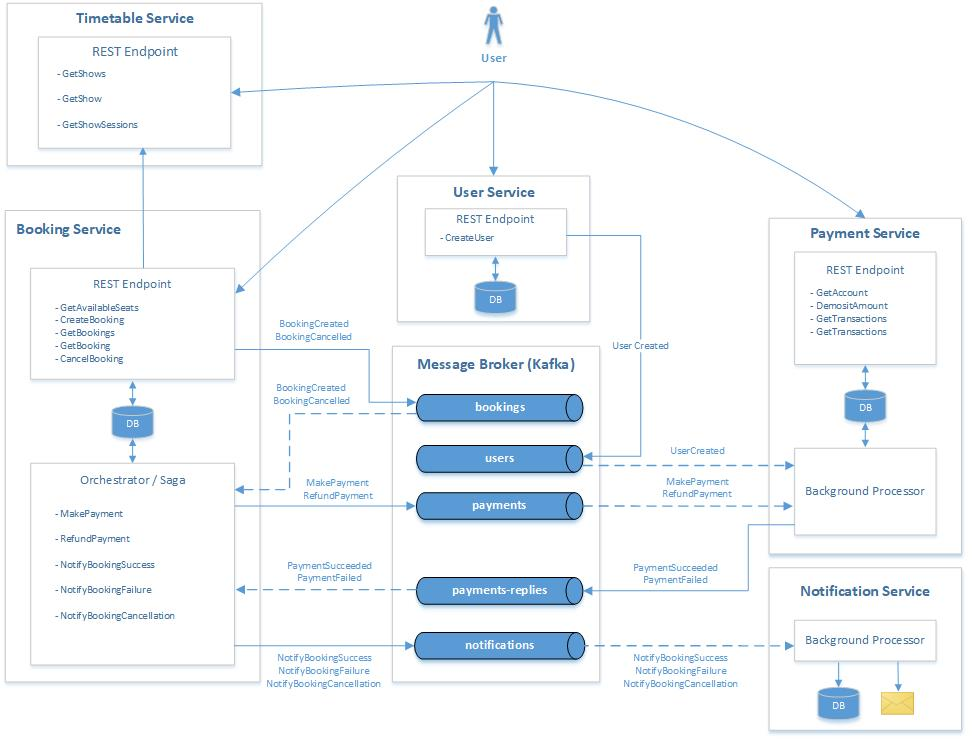 Timetable Service
REST Endpoint
- GetShows
- GetShow
- GetShowSessions
User
User Service
REST Endpoint
- CreateUser
DB
Booking Service
REST Endpoint
- GetAvailableSeats
- CreateBooking
- GetBookings
- GetBooking
- CancelBooking
DB
Orchestrator / Saga
- MakePayment
- RefundPayment
- NotifyBookingSuccess
- NotifyBookingFailure
- NotifyBookingCancellation
BookingCreated
BookingCancelled
BookingCreated
BookingCancelled
MakePayment
RefundPayment
PaymentSucceeded
PaymentFailed
NotifyBookingSuccess
NotifyBookingFailure
NotifyBookingCancellation
Message Broker (Kafka)
bookings
users
payments
payments-replies
notifications
User Created
UserCreated
MakePayment
RefundPayment
PaymentSucceeded
PaymentFailed
NotifyBookingSuccess
NotifyBookingFailure
NotifyBookingCancellation
Payment Service
REST Endpoint
- GetAccount
- DemositAmount
- GetTransactions
- GetTransactions
DB
Background Processor
Notification Service
Background Processor
DB